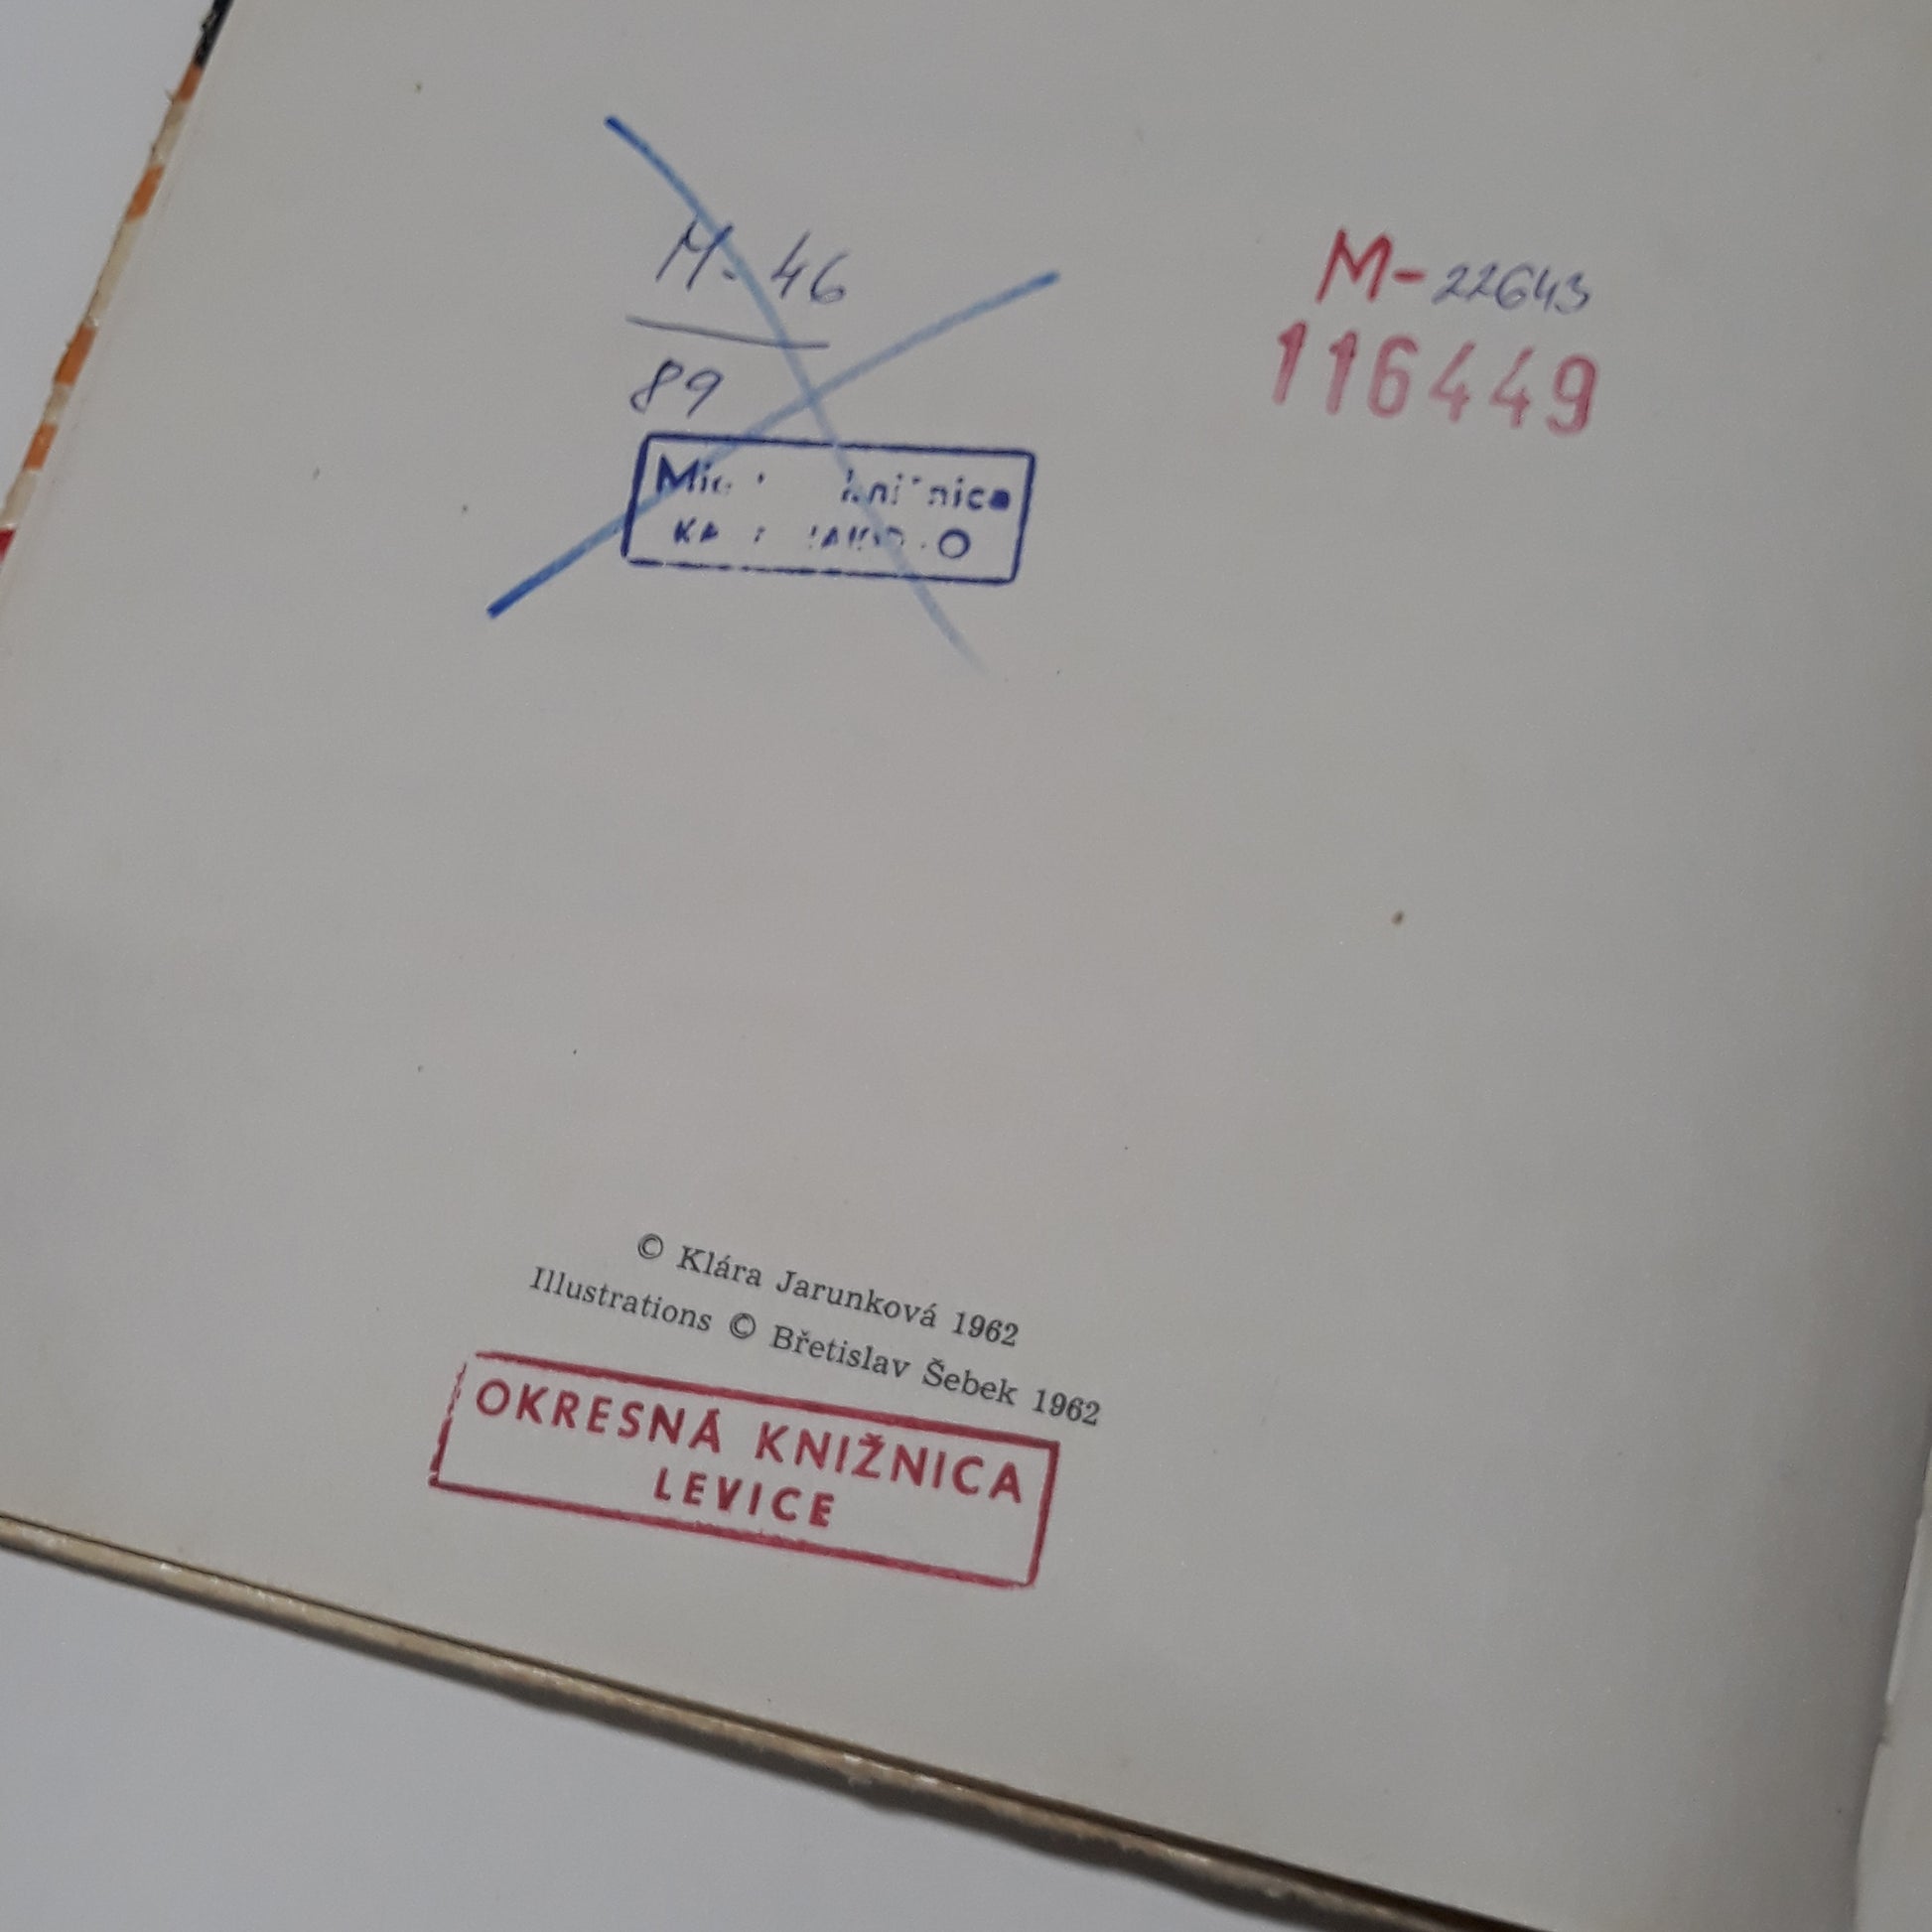 M-46
89
M-22643
116449
© Klára Jarunková 1962
Illustrations © Břetislav Šebek 1962
OKRESNÁ KNIŽNICA
LEVICE